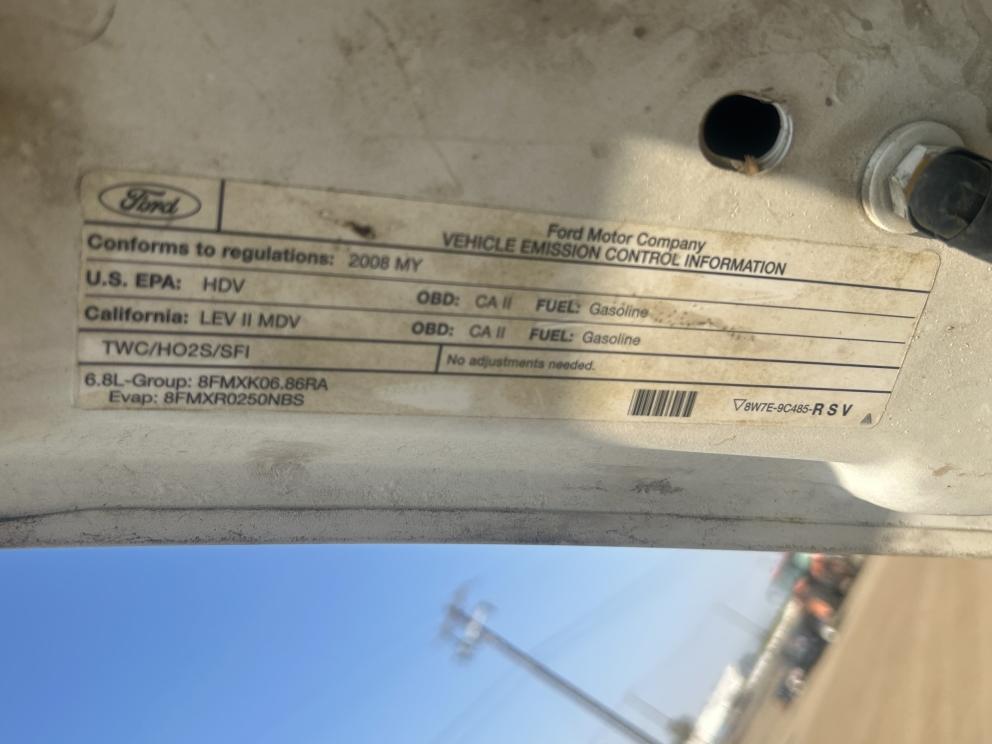 Ford
Ford Motor Company
VEHICLE EMISSION CONTROL INFORMATION
Conforms to regulations: 2008 MY
U.S. EPA: HDV OBD: CA II FUEL: Gasoline
California: LEV II MDV OBD: CA II FUEL: Gasoline
TWC/HO2S/SFI No adjustments needed.
6.8L-Group: 8FMXK06.86RA
Evap: 8FMXR0250NBS
▽8W7E-9C485-R S V